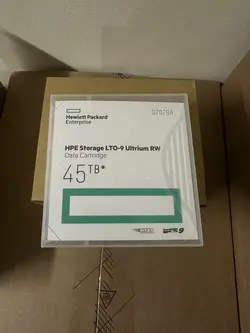 Hewlett Packard
Enterprise
Q2079A
HPE Storage LTO-9 Ultrium RW
Data Cartridge
45TB*